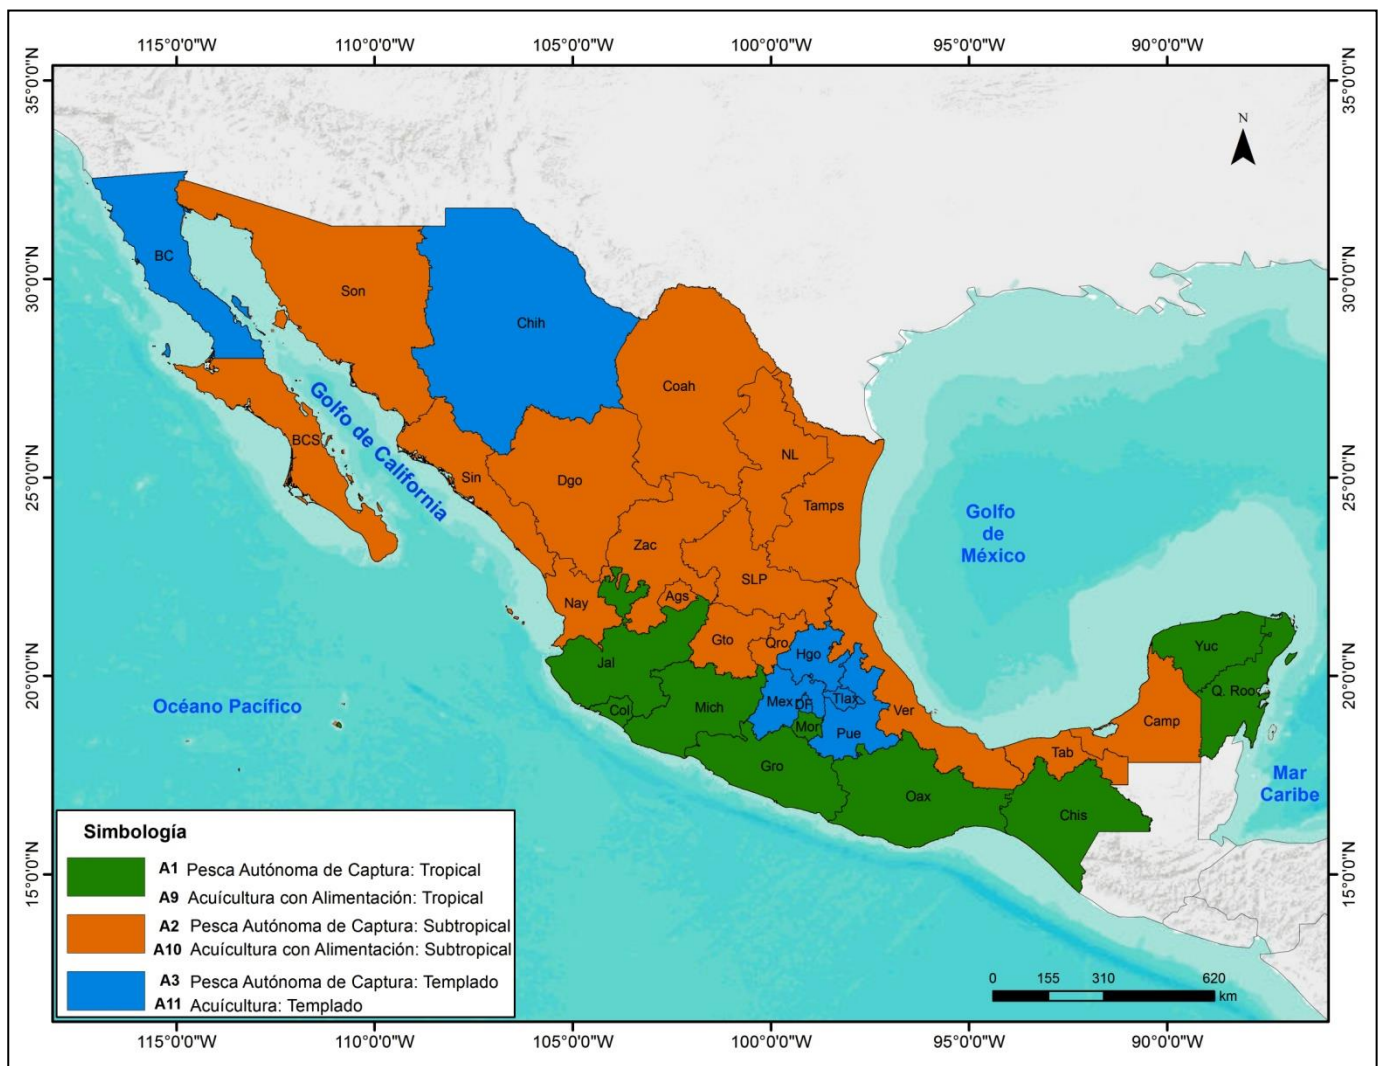 115°0'0"W 110°0'0"W 105°0'0"W 100°0'0"W 95°0'0"W 90°0'0"W
35°0'0"N 35°0'0"N
N
BC
30°0'0"N 30°0'0"N
Son
Chih
Coah
Golfo de California
BCS
NL
25°0'0"N 25°0'0"N
Sin
Dgo
Tamps
Golfo
de
México
Zac
SLP
Nay
Ags
Gto
Qro
Hgo
Yuc
Jal
20°0'0"N 20°0'0"N
Q. Roo
Océano Pacífico
Col
Mich
Mex
DF
Tlax
Ver
Camp
Mor
Pue
Tab
Gro
Oax
Chis
Mar
Caribe
Simbología
A1 Pesca Autónoma de Captura: Tropical
A9 Acuícultura con Alimentación: Tropical
15°0'0"N 15°0'0"N
A2 Pesca Autónoma de Captura: Subtropical
A10 Acuícultura con Alimentación: Subtropical
A3 Pesca Autónoma de Captura: Templado
A11 Acuícultura: Templado
0 155 310 620
km
115°0'0"W 110°0'0"W 105°0'0"W 100°0'0"W 95°0'0"W 90°0'0"W